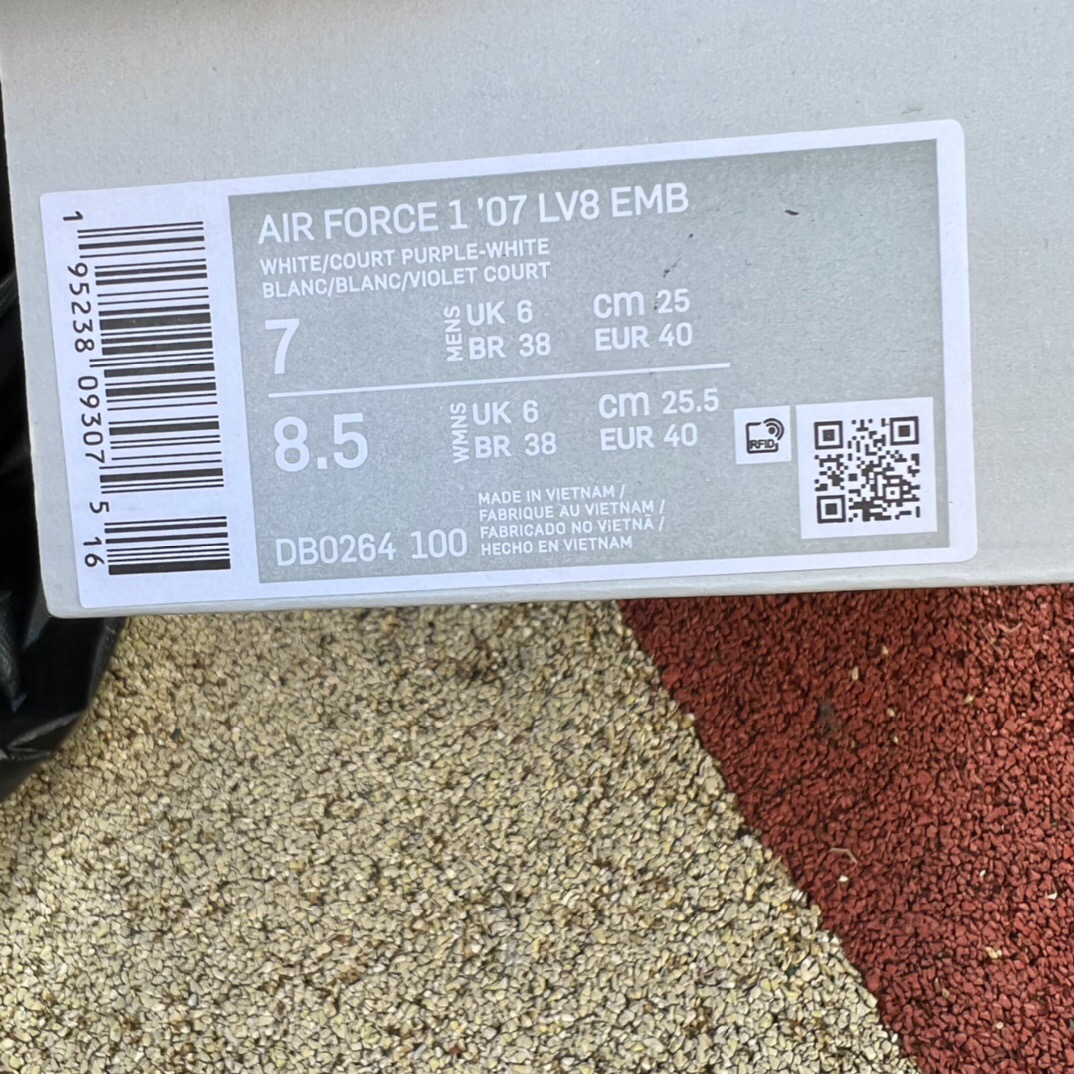 AIR FORCE 1 '07 LV8 EMB
WHITE/COURT PURPLE-WHITE
BLANC/BLANC/VIOLET COURT
7 MENS UK 6 cm 25
BR 38 EUR 40
8.5 WMNS UK 6 cm 25.5
BR 38 EUR 40
MADE IN VIETNAM /
FABRIQUE AU VIETNAM /
FABRICADO NO VIETNÃ /
HECHO EN VIETNAM
DB0264 100
RFID
1 95238 09307 5 16